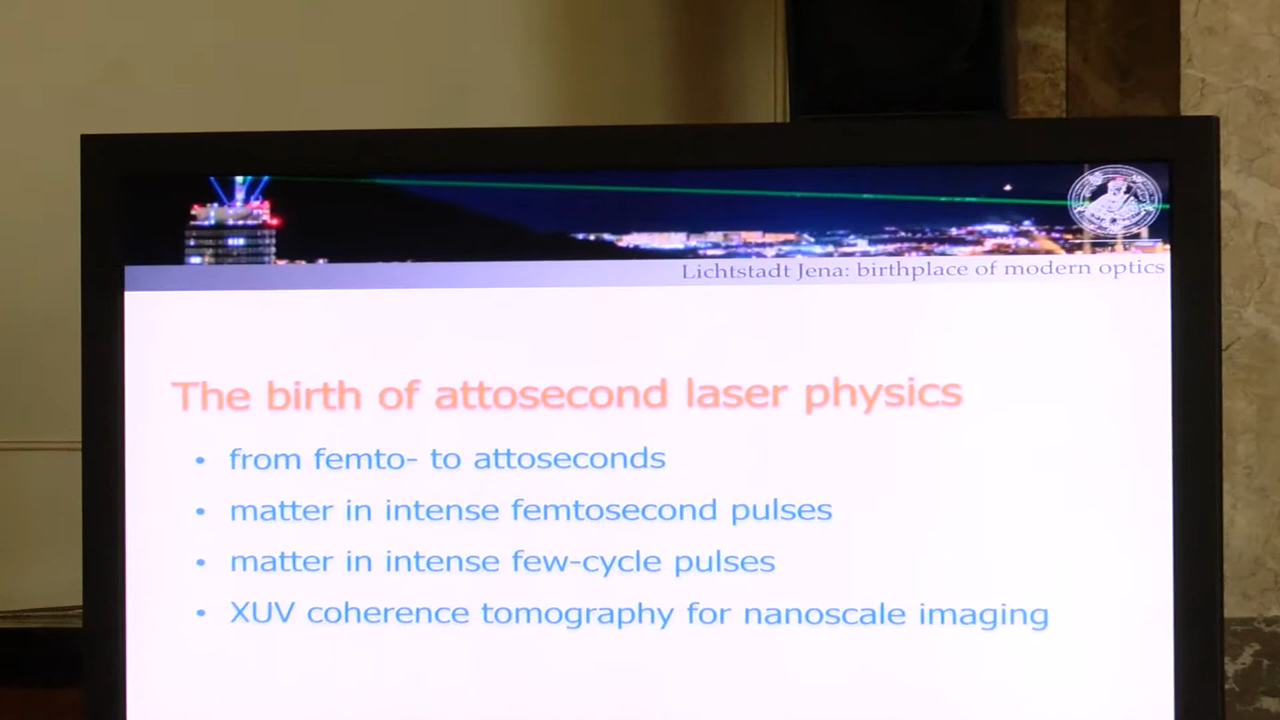 Lichtstadt Jena: birthplace of modern optics
The birth of attosecond laser physics
• from femto- to attoseconds
• matter in intense femtosecond pulses
• matter in intense few-cycle pulses
• XUV coherence tomography for nanoscale imaging